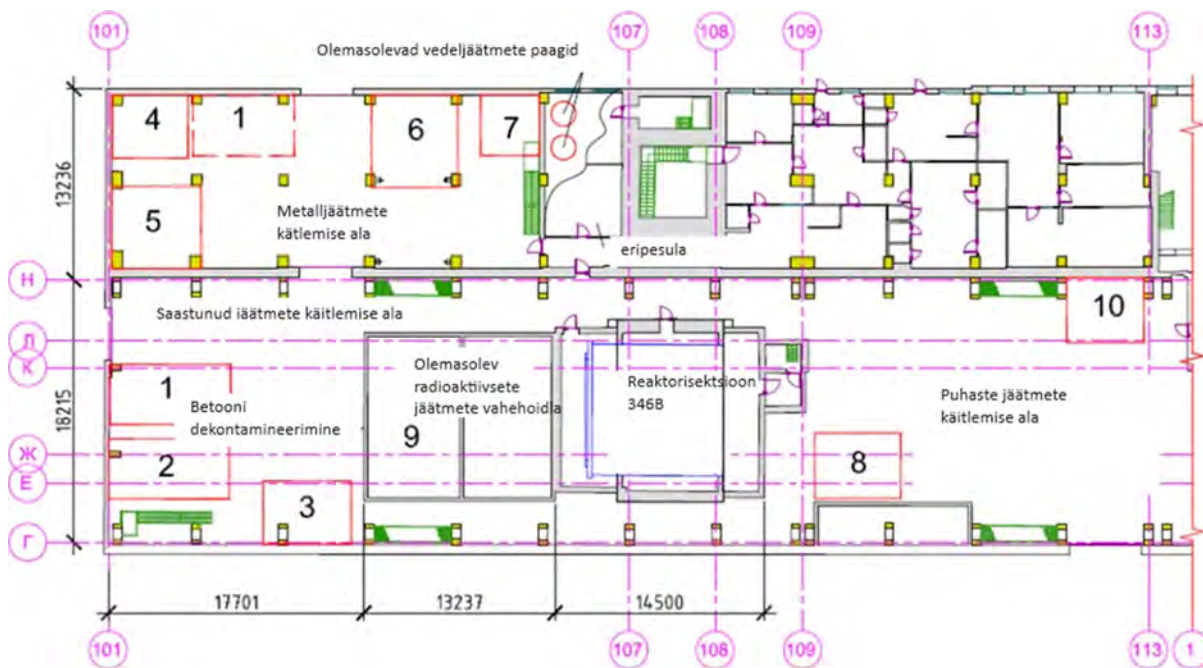 101
107
108
109
113
Olemasolevad vedeljäätmete paagid
4
1
6
7
13236
5
Metalljäätmete
kätlemise ala
eripesula
Н
Saastunud iäätmete käitlemise ala
10
Л
К
Olemasolev
radioaktiivsete
jäätmete vahehoidla
Reaktorisektsioon
346B
Puhaste jäätmete
käitlemise ala
1
Betooni
dekontamineerimine
18215
9
Ж
2
8
Е
3
Г
17701
13237
14500
101
107
108
109
113
1